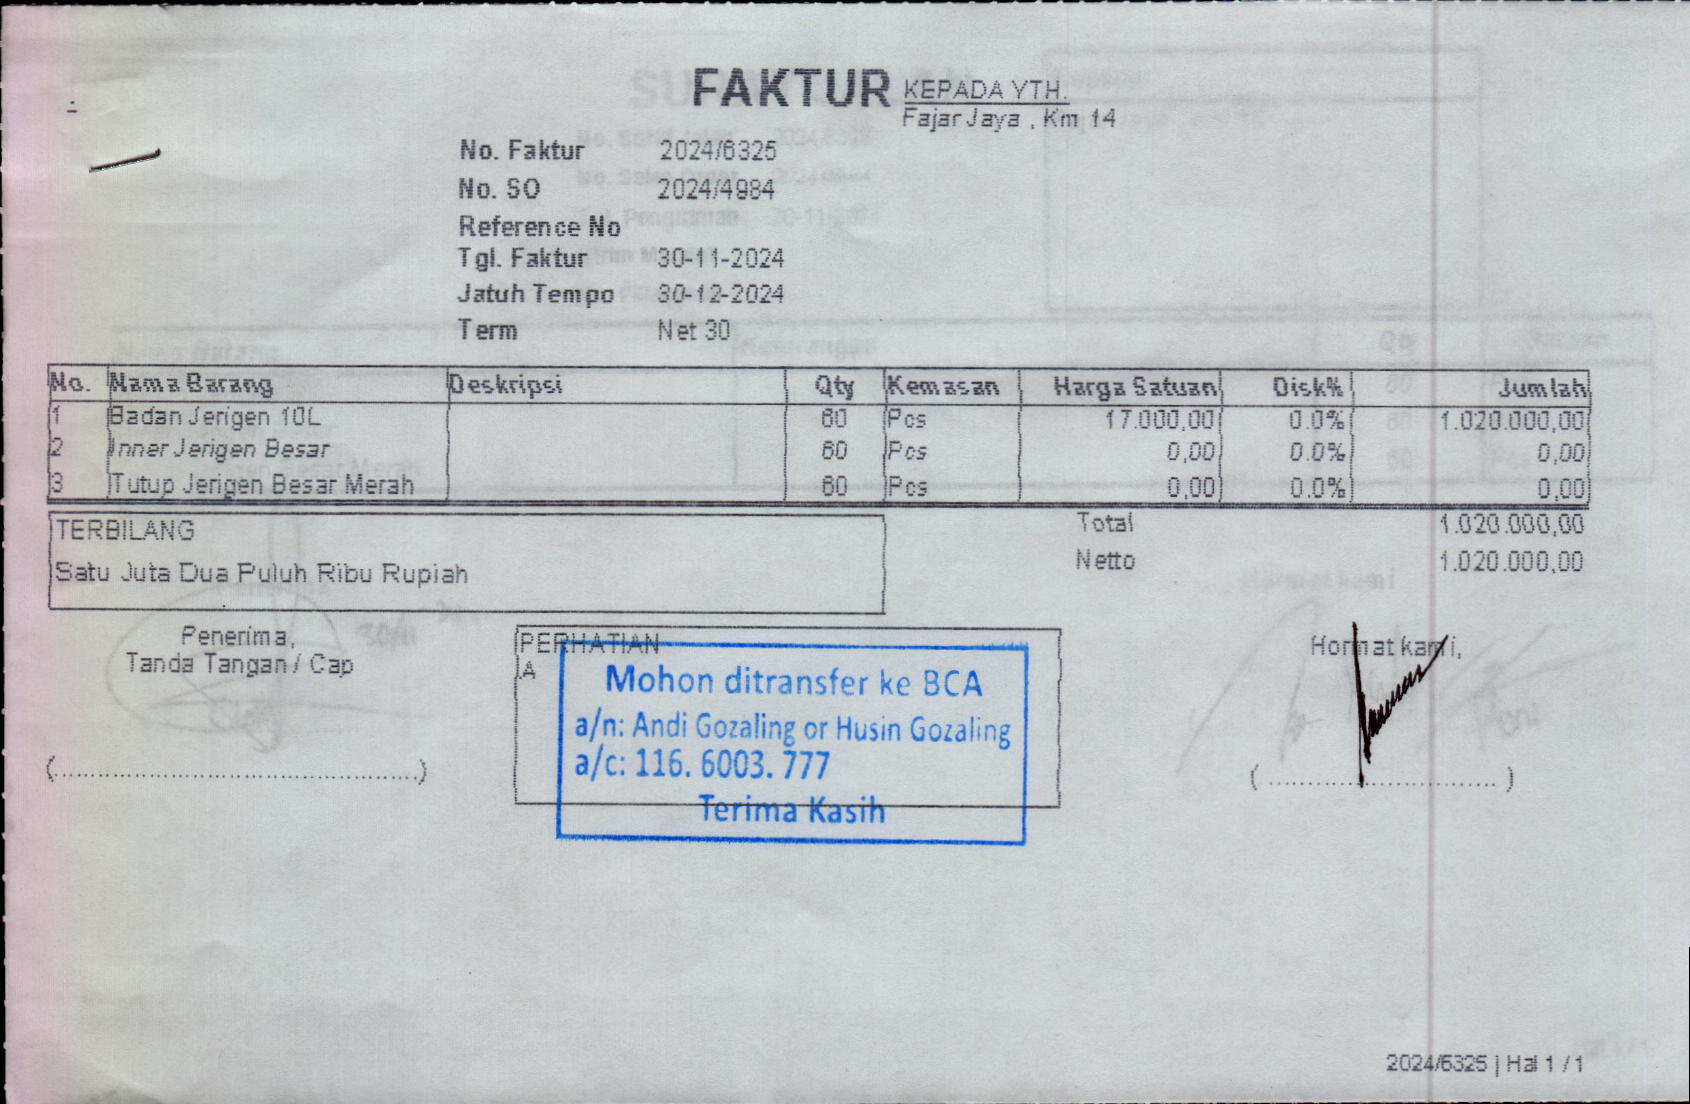 FAKTUR
KEPADA YTH.
Fajar Jaya , Km 14
No. Faktur 2024/6325
No. SO 2024/4984
Reference No
Tgl. Faktur 30-11-2024
Jatuh Tempo 30-12-2024
Term Net 30
No. Nama Barang Deskripsi Qty Kemasan Harga Satuan Disk% Jumlah
1 Badan Jerigen 10L 60 Pcs 17.000,00 0.0% 1.020.000,00
2 Inner Jerigen Besar 60 Pcs 0,00 0.0% 0,00
3 Tutup Jerigen Besar Merah 60 Pcs 0,00 0.0% 0,00
TERBILANG
Satu Juta Dua Puluh Ribu Rupiah
Total 1.020.000,00
Netto 1.020.000,00
Penerima,
Tanda Tangan / Cap
(................................................)
PERHATIAN
A
Mohon ditransfer ke BCA
a/n: Andi Gozaling or Husin Gozaling
a/c: 116. 6003. 777
Terima Kasih
Hormat kami,
( .............................. )
2024/6325 | Hal 1 / 1